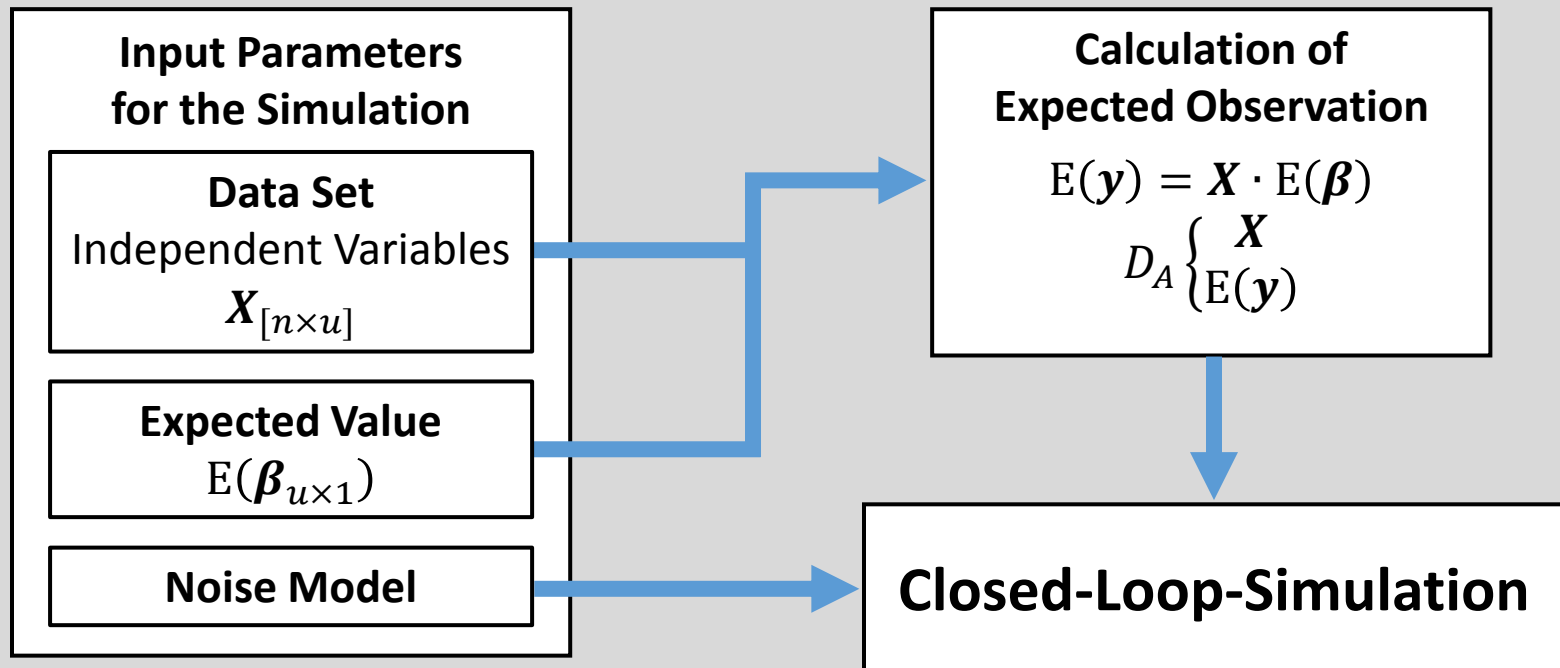 Input Parameters
for the Simulation
Data Set
Independent Variables
𝑿[𝑛×𝑢]
Expected Value
E(𝜷𝑢×1)
Noise Model
Calculation of
Expected Observation
E(𝒚) = 𝑿 · E(𝜷)
𝐷𝐴 { 𝑿
E(𝒚)
Closed-Loop-Simulation